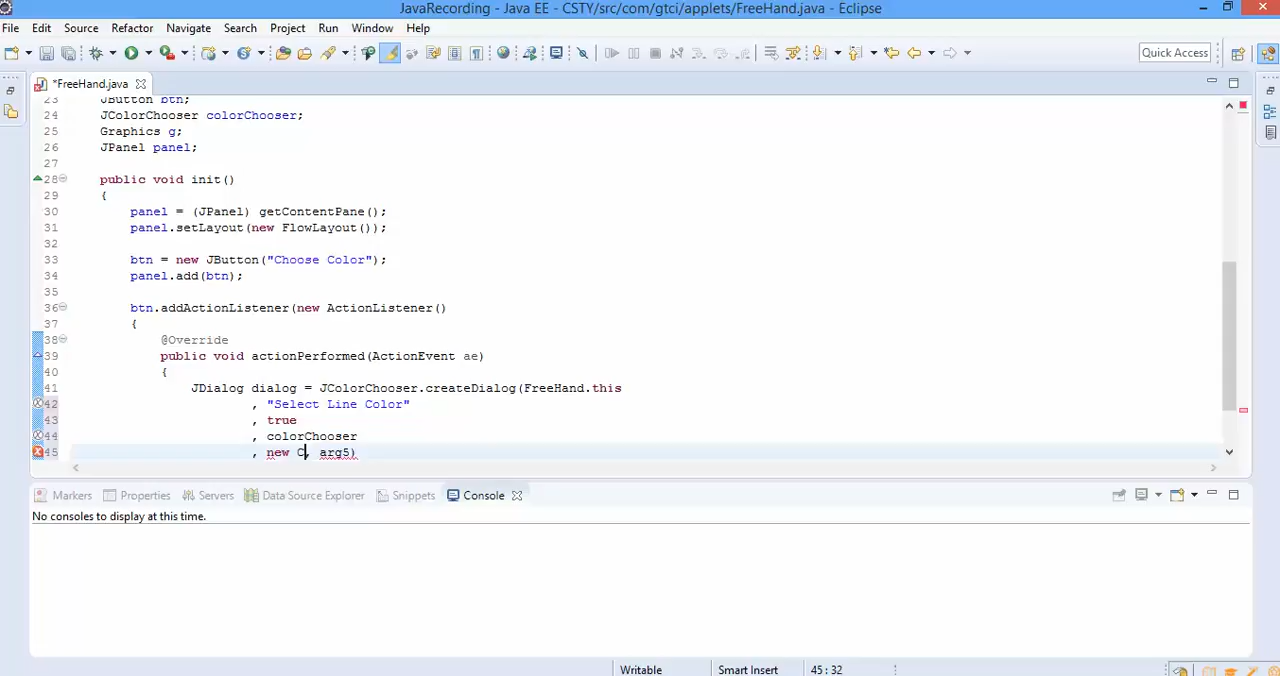 JavaRecording - Java EE - CSTY/src/com/gtci/applets/FreeHand.java - Eclipse
File Edit Source Refactor Navigate Search Project Run Window Help
Quick Access
*FreeHand.java
23 JButton btn;
24 JColorChooser colorChooser;
25 Graphics g;
26 JPanel panel;
27
28 public void init()
29 {
30 panel = (JPanel) getContentPane();
31 panel.setLayout(new FlowLayout());
32
33 btn = new JButton("Choose Color");
34 panel.add(btn);
35
36 btn.addActionListener(new ActionListener()
37 {
38 @Override
39 public void actionPerformed(ActionEvent ae)
40 {
41 JDialog dialog = JColorChooser.createDialog(FreeHand.this
42 , "Select Line Color"
43 , true
44 , colorChooser
45 , new C, arg5)
Markers Properties Servers Data Source Explorer Snippets Console
No consoles to display at this time.
Writable Smart Insert 45 : 32